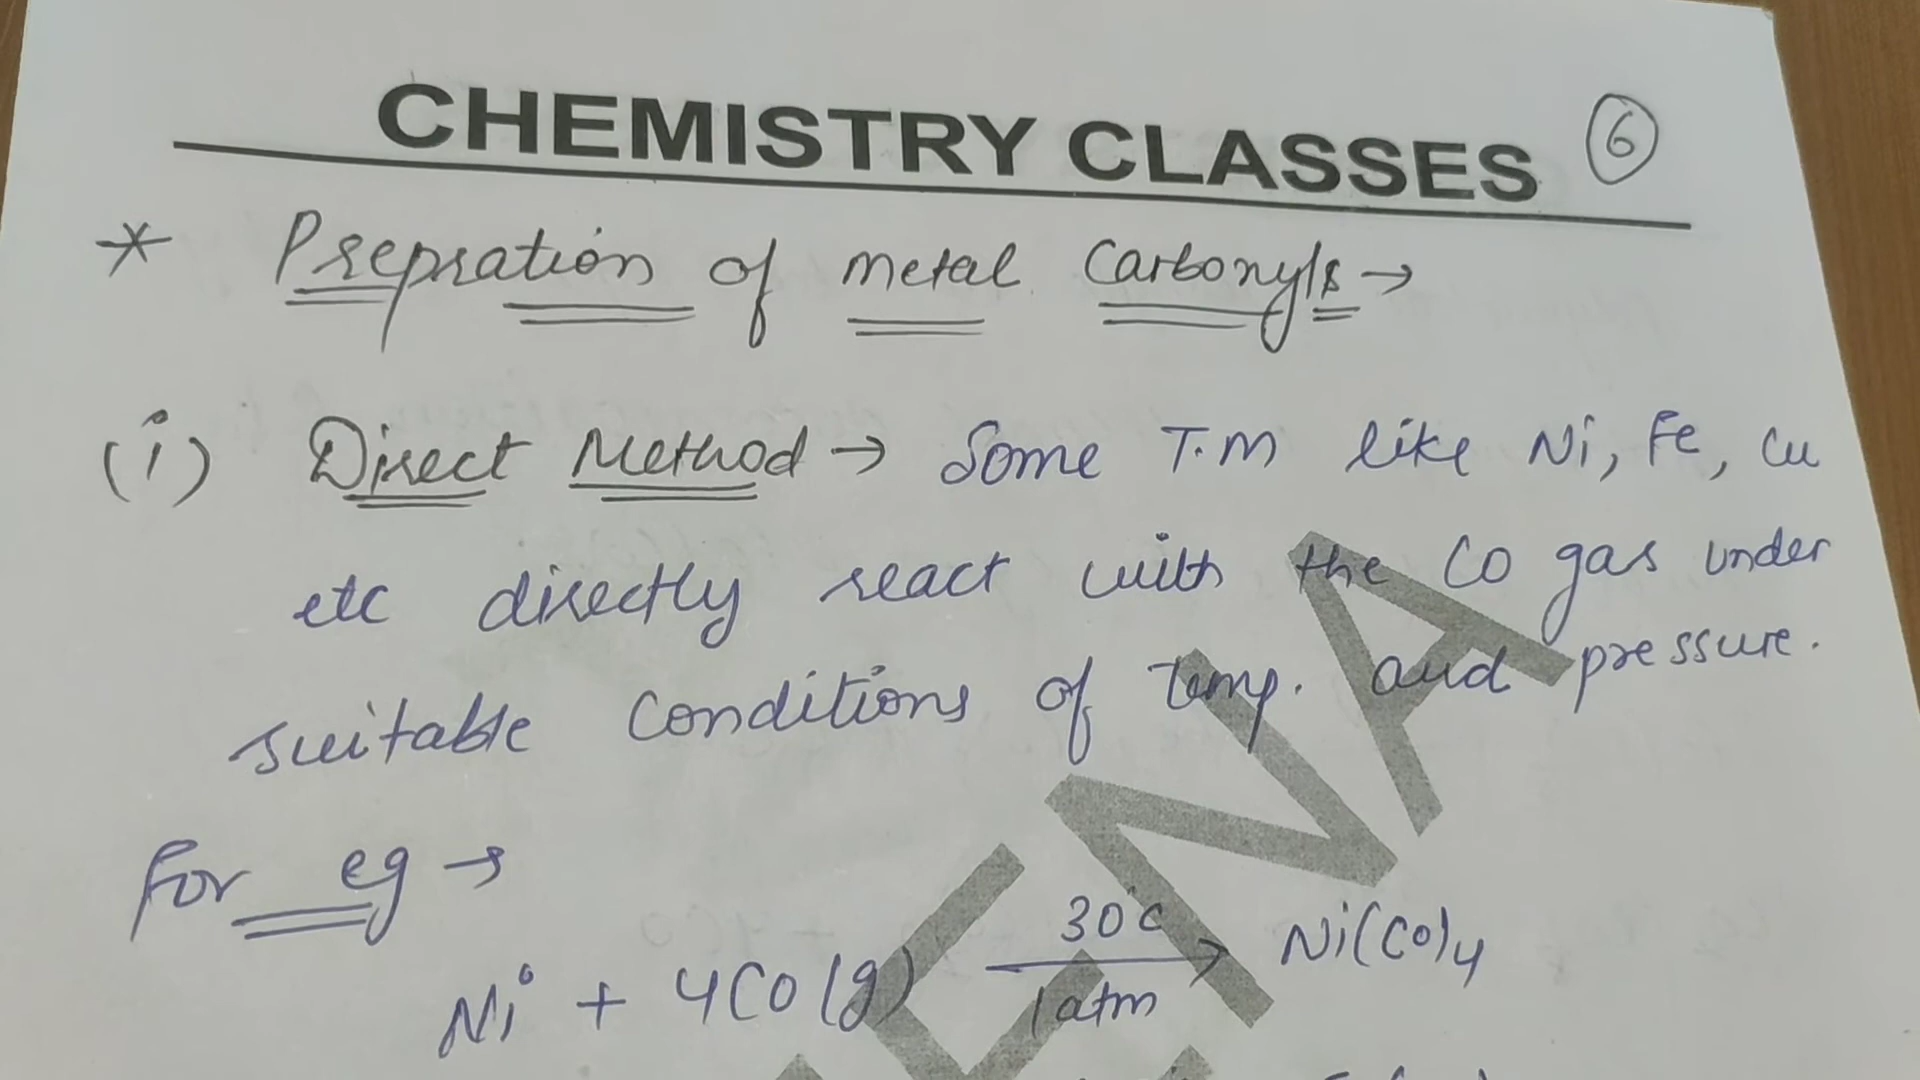 CHEMISTRY CLASSES 6
* Prepration of metal Carbonyls →
(i) Direct Method → Some T.M like Ni, Fe, Cu
etc directly react with the CO gas under
suitable conditions of temp. and pressure.
For eg →
30°C
Ni + 4CO(g) → Ni(CO)4
1atm
ENA